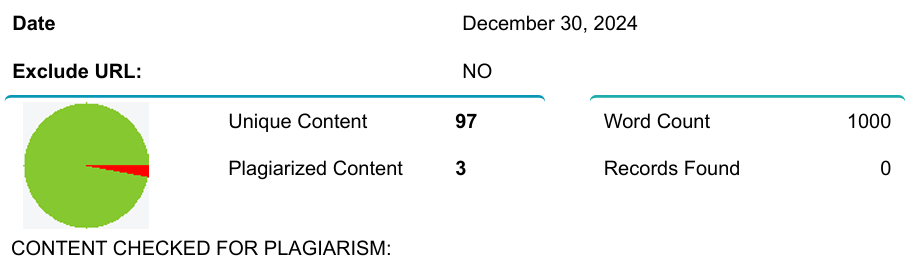 Date December 30, 2024
Exclude URL: NO
Unique Content 97 Word Count 1000
Plagiarized Content 3 Records Found 0
CONTENT CHECKED FOR PLAGIARISM: